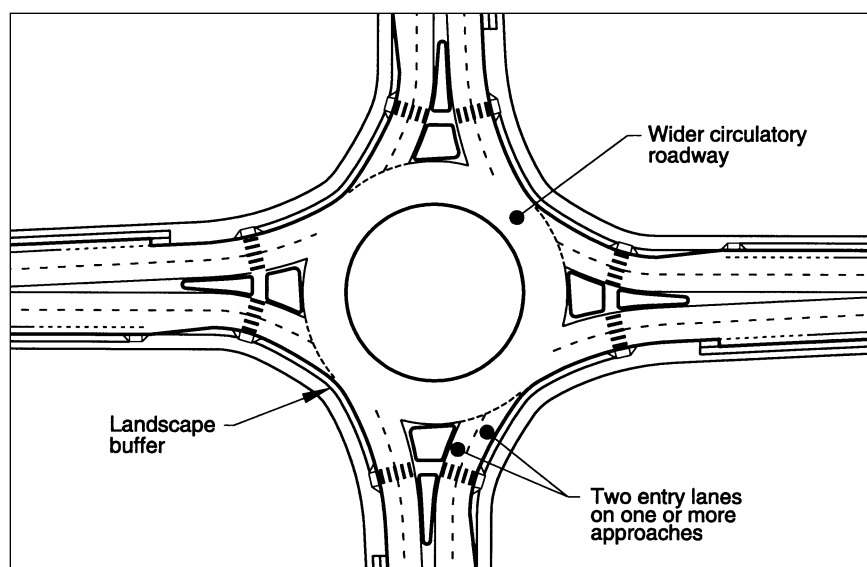 Wider circulatory
roadway
Landscape
buffer
Two entry lanes
on one or more
approaches